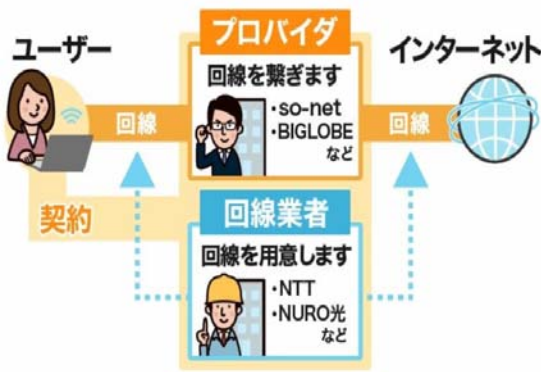 ユーザー
プロバイダ
インターネット
回線を繋ぎます
・so-net
・BIGLOBE
など
回線
回線
契約
回線業者
回線を用意します
・NTT
・NURO光
など